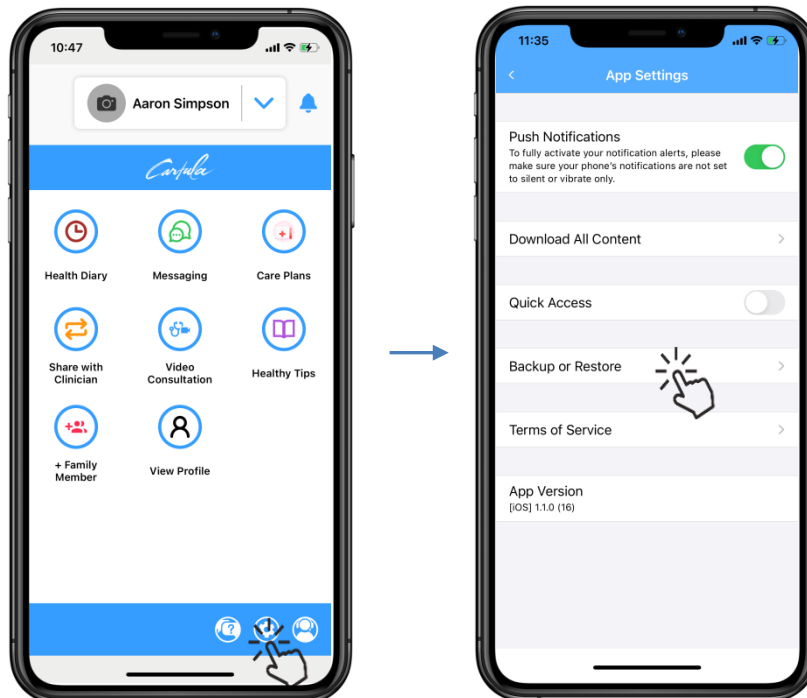 10:47
Aaron Simpson
Cartula
Health Diary
Messaging
Care Plans
Share with
Clinician
Video
Consultation
Healthy Tips
+ Family
Member
View Profile
11:35
App Settings
Push Notifications
To fully activate your notification alerts, please
make sure your phone's notifications are not set
to silent or vibrate only.
Download All Content
Quick Access
Backup or Restore
Terms of Service
App Version
[iOS] 1.1.0 (16)